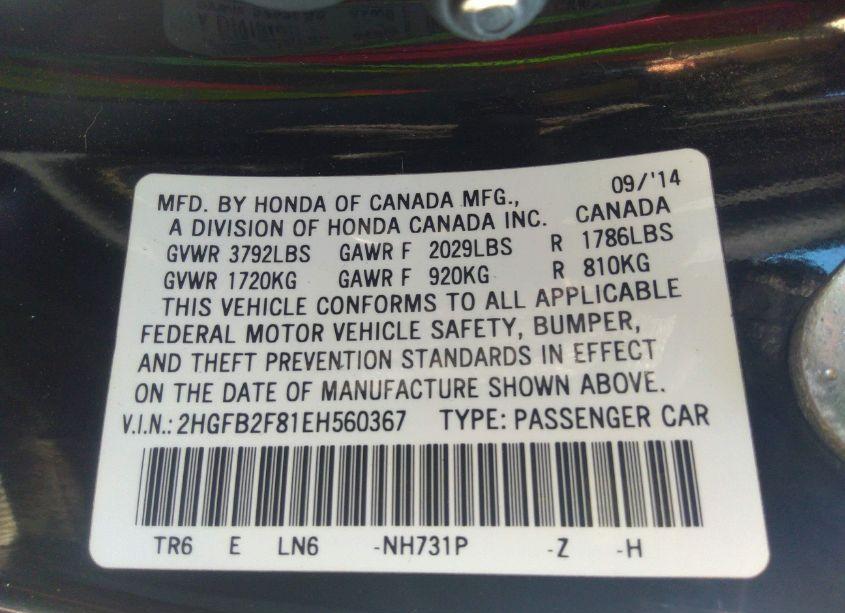 MFD. BY HONDA OF CANADA MFG., 09/'14
A DIVISION OF HONDA CANADA INC. CANADA
GVWR 3792LBS GAWR F 2029LBS R 1786LBS
GVWR 1720KG GAWR F 920KG R 810KG
THIS VEHICLE CONFORMS TO ALL APPLICABLE
FEDERAL MOTOR VEHICLE SAFETY, BUMPER,
AND THEFT PREVENTION STANDARDS IN EFFECT
ON THE DATE OF MANUFACTURE SHOWN ABOVE.
V.I.N.: 2HGFB2F81EH560367 TYPE: PASSENGER CAR
TR6 E LN6 -NH731P -Z -H